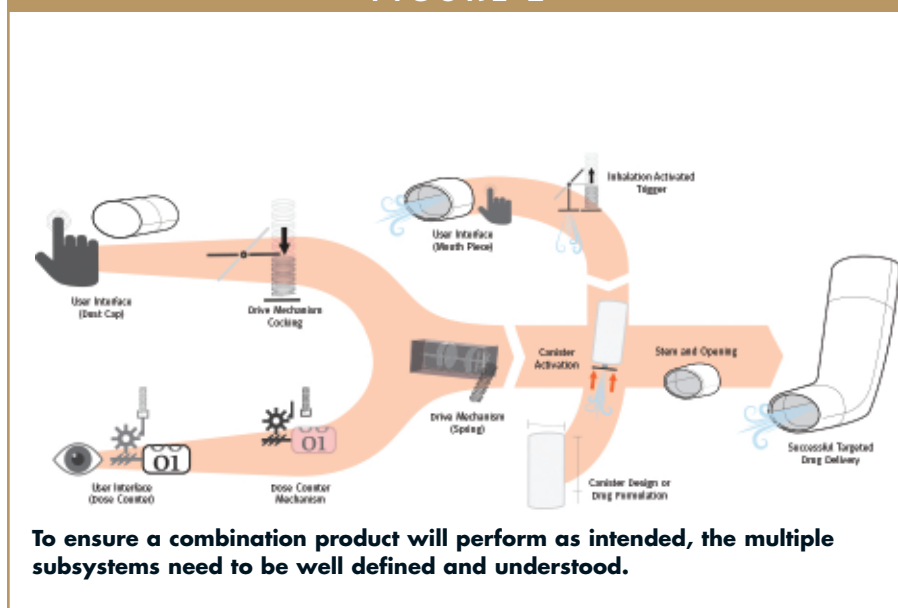 FIGURE 2
User Interface
(Mouth Piece)
Inhalation Activated
Trigger
User Interface
(Dust Cap)
Drive Mechanism
Cocking
Canister
Activation
Stem and Opening
Drive Mechanism
(Spring)
Successful Targeted
Drug Delivery
01
01
User Interface
(Dose Counter)
Dose Counter
Mechanism
Canister Design or
Drug Formulation
To ensure a combination product will perform as intended, the multiple
subsystems need to be well defined and understood.